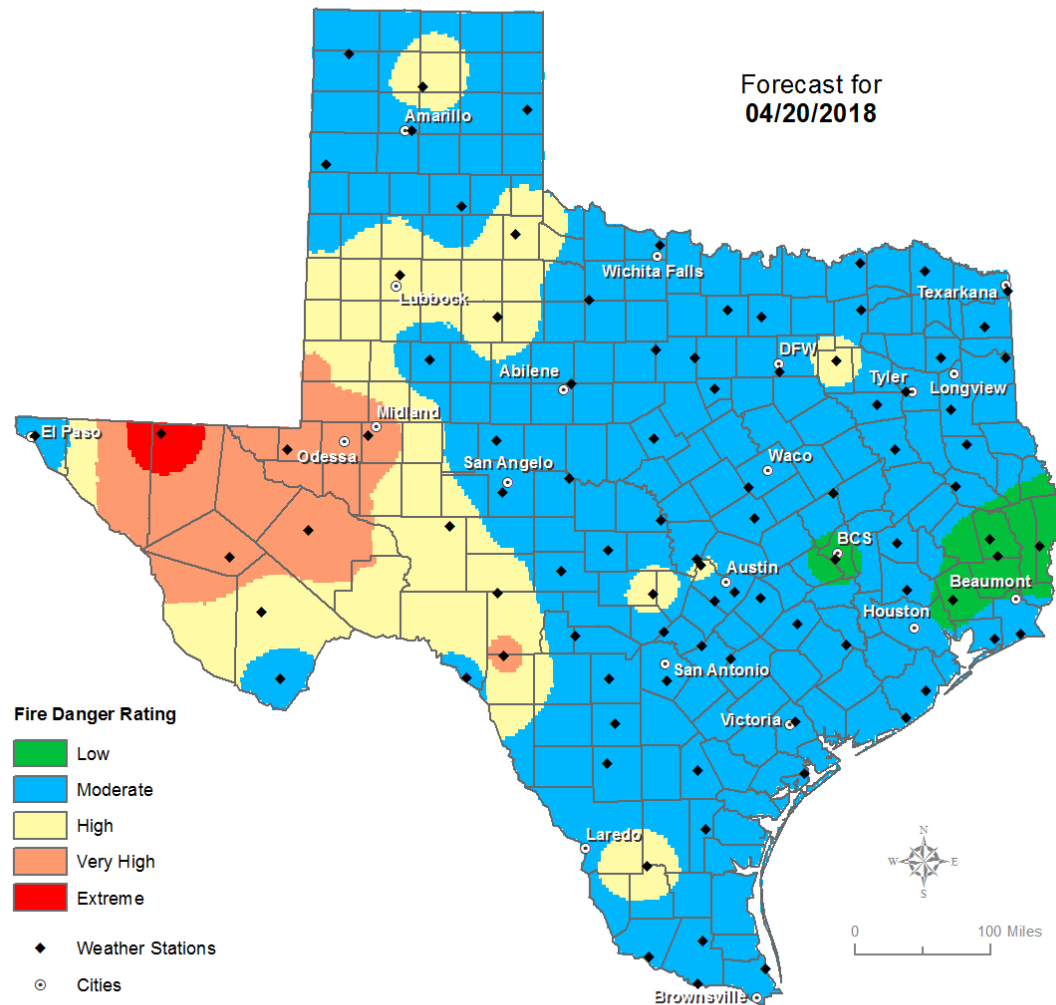 Forecast for
04/20/2018
Amarillo
Wichita Falls
Lubbock
Texarkana
DFW
Abilene
Tyler
Longview
Midland
El Paso
Odessa
San Angelo
Waco
BCS
Austin
Beaumont
Houston
San Antonio
Victoria
Laredo
Brownsville
Fire Danger Rating
Low
Moderate
High
Very High
Extreme
Weather Stations
Cities
N
W
E
S
0
100 Miles